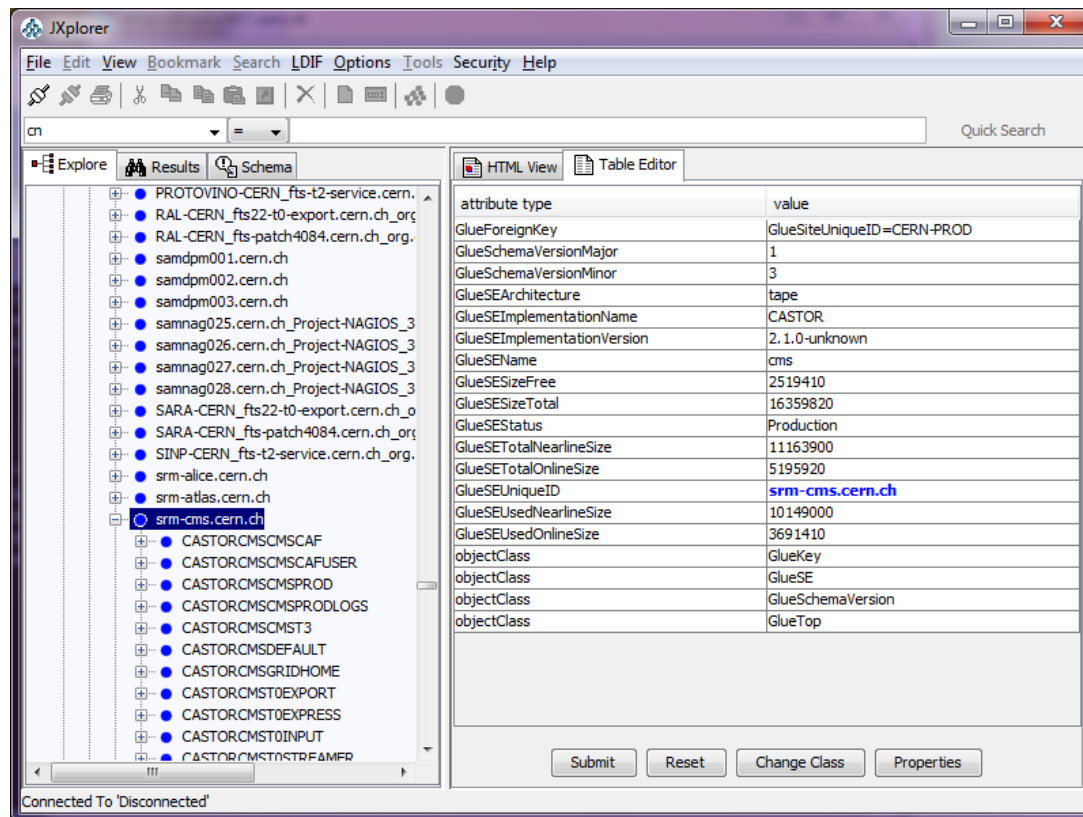 JXplorer
File Edit View Bookmark Search LDIF Options Tools Security Help
cn = Quick Search
Explore Results Schema
PROTOVINO-CERN_fts-t2-service.cern.
RAL-CERN_fts22-t0-export.cern.ch_org
RAL-CERN_fts-patch4084.cern.ch_org.
samdpm001.cern.ch
samdpm002.cern.ch
samdpm003.cern.ch
samnag025.cern.ch_Project-NAGIOS_3
samnag026.cern.ch_Project-NAGIOS_3
samnag027.cern.ch_Project-NAGIOS_3
samnag028.cern.ch_Project-NAGIOS_3
SARA-CERN_fts22-t0-export.cern.ch_o
SARA-CERN_fts-patch4084.cern.ch_org
SINP-CERN_fts-t2-service.cern.ch_org.
srm-alice.cern.ch
srm-atlas.cern.ch
srm-cms.cern.ch
CASTORCMSCMSCAF
CASTORCMSCMSCAFUSER
CASTORCMSCMSPROD
CASTORCMSCMSPRODLOGS
CASTORCMSCMST3
CASTORCMSDEFAULT
CASTORCMSGRIDHOME
CASTORCMST0EXPORT
CASTORCMST0EXPRESS
CASTORCMST0INPUT
CASTORCMST0STREAMER
HTML View Table Editor
attribute type value
GlueForeignKey GlueSiteUniqueID=CERN-PROD
GlueSchemaVersionMajor 1
GlueSchemaVersionMinor 3
GlueSEArchitecture tape
GlueSEImplementationName CASTOR
GlueSEImplementationVersion 2.1.0-unknown
GlueSEName cms
GlueSESizeFree 2519410
GlueSESizeTotal 16359820
GlueSEStatus Production
GlueSETotalNearlineSize 11163900
GlueSETotalOnlineSize 5195920
GlueSEUniqueID srm-cms.cern.ch
GlueSEUsedNearlineSize 10149000
GlueSEUsedOnlineSize 3691410
objectClass GlueKey
objectClass GlueSE
objectClass GlueSchemaVersion
objectClass GlueTop
Submit Reset Change Class Properties
Connected To 'Disconnected'